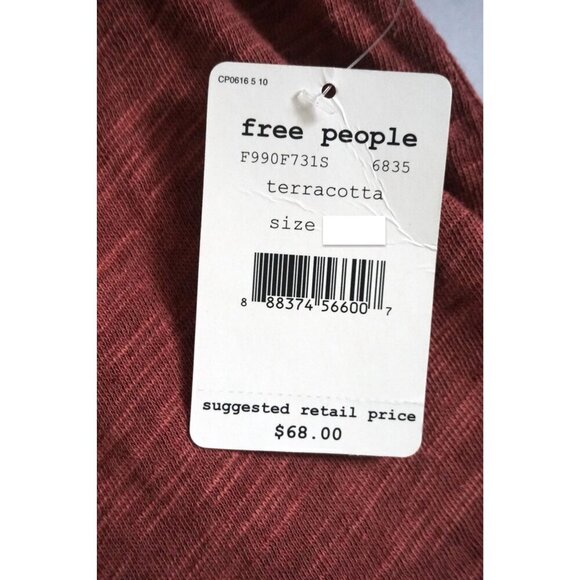 CP0616 5 10
free people
F990F731S 6835
terracotta
size
8 88374 56600 7
suggested retail price
$68.00